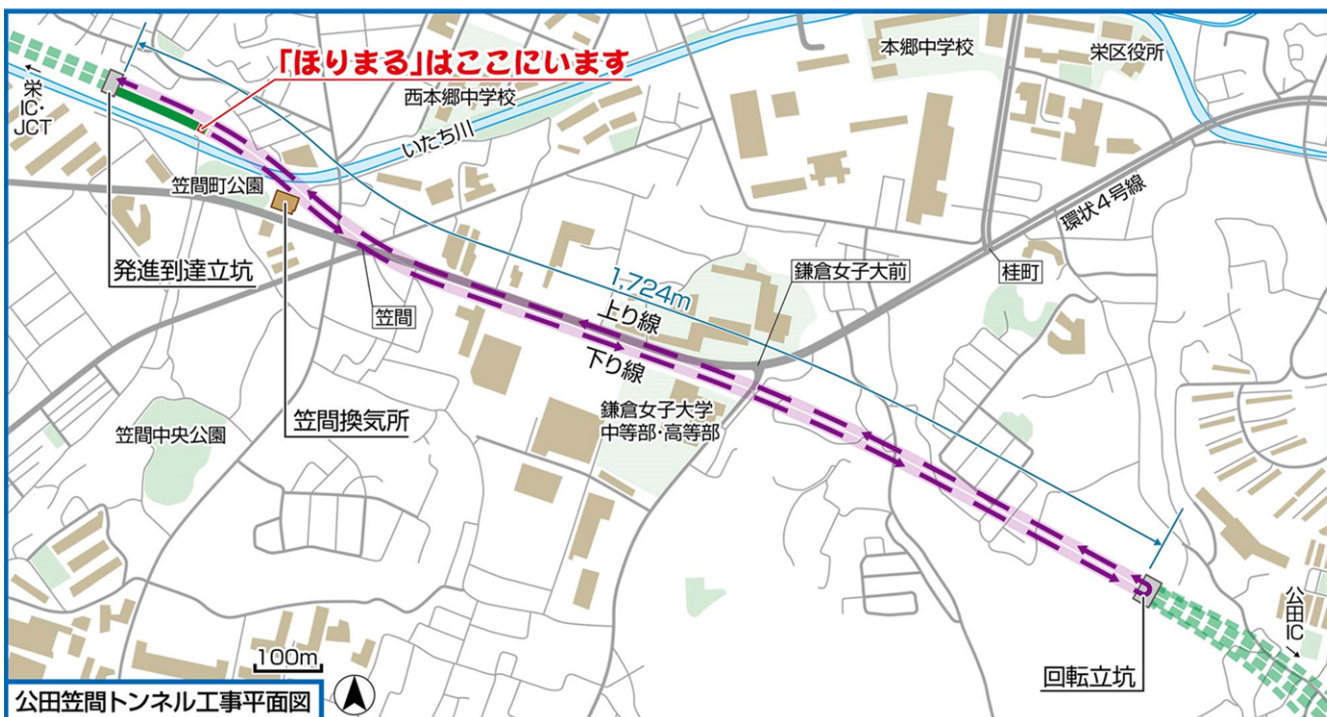 「ほりまる」はここにいます
本郷中学校
栄区役所
栄
IC・
JCT
西本郷中学校
いたち川
笠間町公園
環状4号線
発進到達立坑
1,724m
鎌倉女子大前
桂町
笠間
上り線
下り線
笠間換気所
鎌倉女子大学
中等部・高等部
笠間中央公園
公田IC
回転立坑
100m
公田笠間トンネル工事平面図